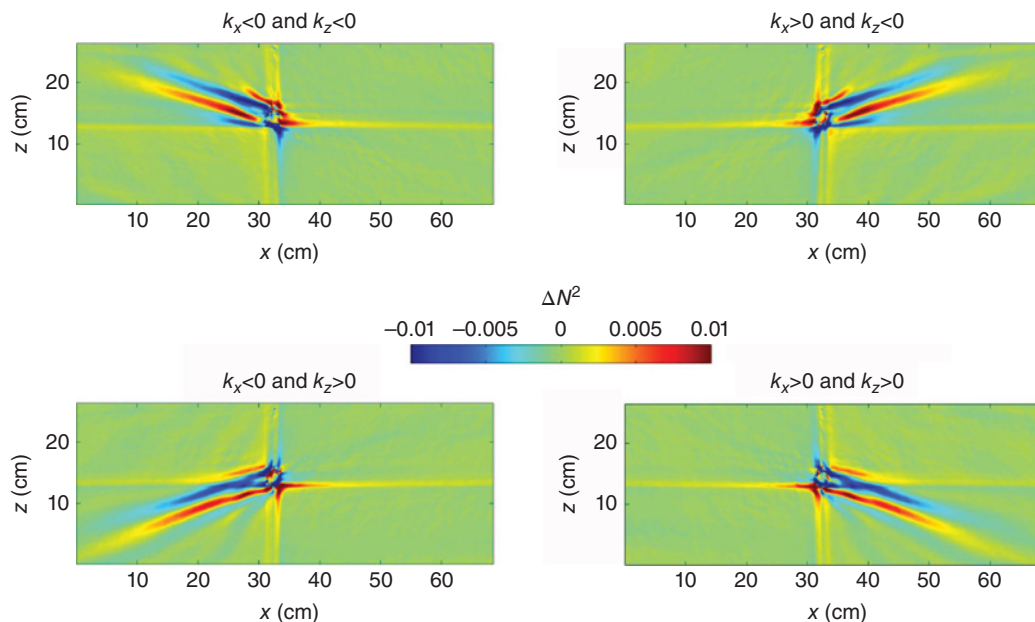 kx<0 and kz<0
kx>0 and kz<0
z (cm)
20
10
10 20 30 40 50 60
x (cm)
z (cm)
20
10
10 20 30 40 50 60
x (cm)
ΔN²
−0.01 −0.005 0 0.005 0.01
kx<0 and kz>0
kx>0 and kz>0
z (cm)
20
10
10 20 30 40 50 60
x (cm)
z (cm)
20
10
10 20 30 40 50 60
x (cm)